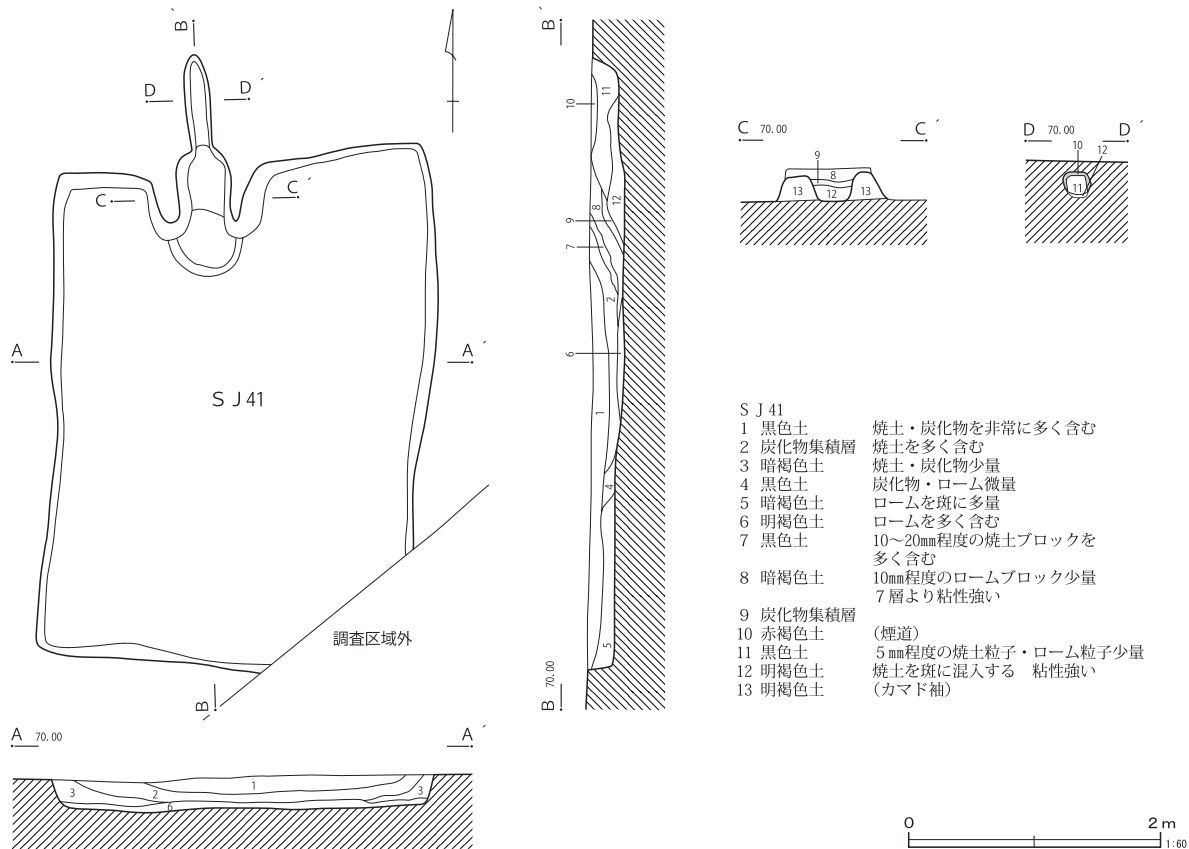 B´
D
D´
C
C´
A
A´
ＳＪ41
調査区域外
B
B´
10
11
8
12
9
7
2
6
1
4
5
B 70.00
C 70.00
C´
9
8
13
12
13
D 70.00
D´
10
12
11
ＳＪ41
1 黒色土 焼土・炭化物を非常に多く含む
2 炭化物集積層 焼土を多く含む
3 暗褐色土 焼土・炭化物少量
4 黒色土 炭化物・ローム微量
5 暗褐色土 ロームを斑に多量
6 明褐色土 ロームを多く含む
7 黒色土 10～20㎜程度の焼土ブロックを
多く含む
8 暗褐色土 10㎜程度のロームブロック少量
７層より粘性強い
9 炭化物集積層
10 赤褐色土 （煙道）
11 黒色土 ５㎜程度の焼土粒子・ローム粒子少量
12 明褐色土 焼土を斑に混入する　粘性強い
13 明褐色土 （カマド袖）
A 70.00
A´
3
2
1
6
3
0
2 m
1:60